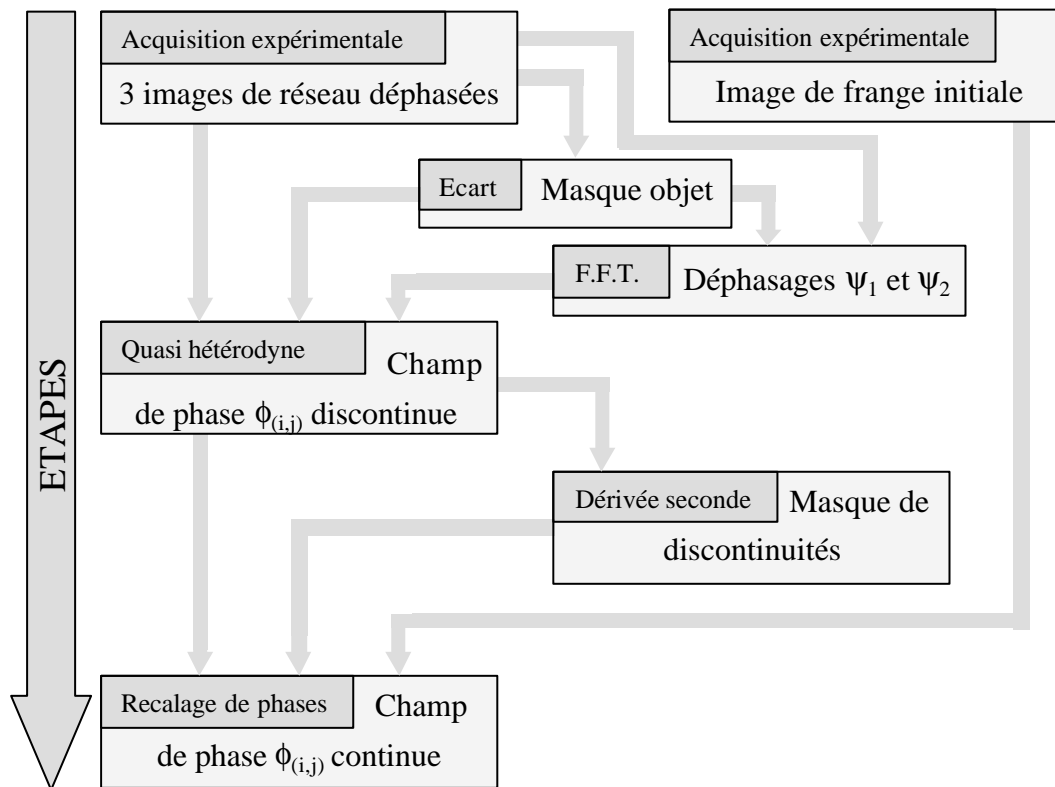 Acquisition expérimentale
3 images de réseau déphasées
Acquisition expérimentale
Image de frange initiale
Ecart
Masque objet
F.F.T.
Déphasages ψ₁ et ψ₂
Quasi hétérodyne
Champ
de phase ϕ₍ᵢ,ⱼ₎ discontinue
ETAPES
Dérivée seconde
Masque de
discontinuités
Recalage de phases
Champ
de phase ϕ₍ᵢ,ⱼ₎ continue